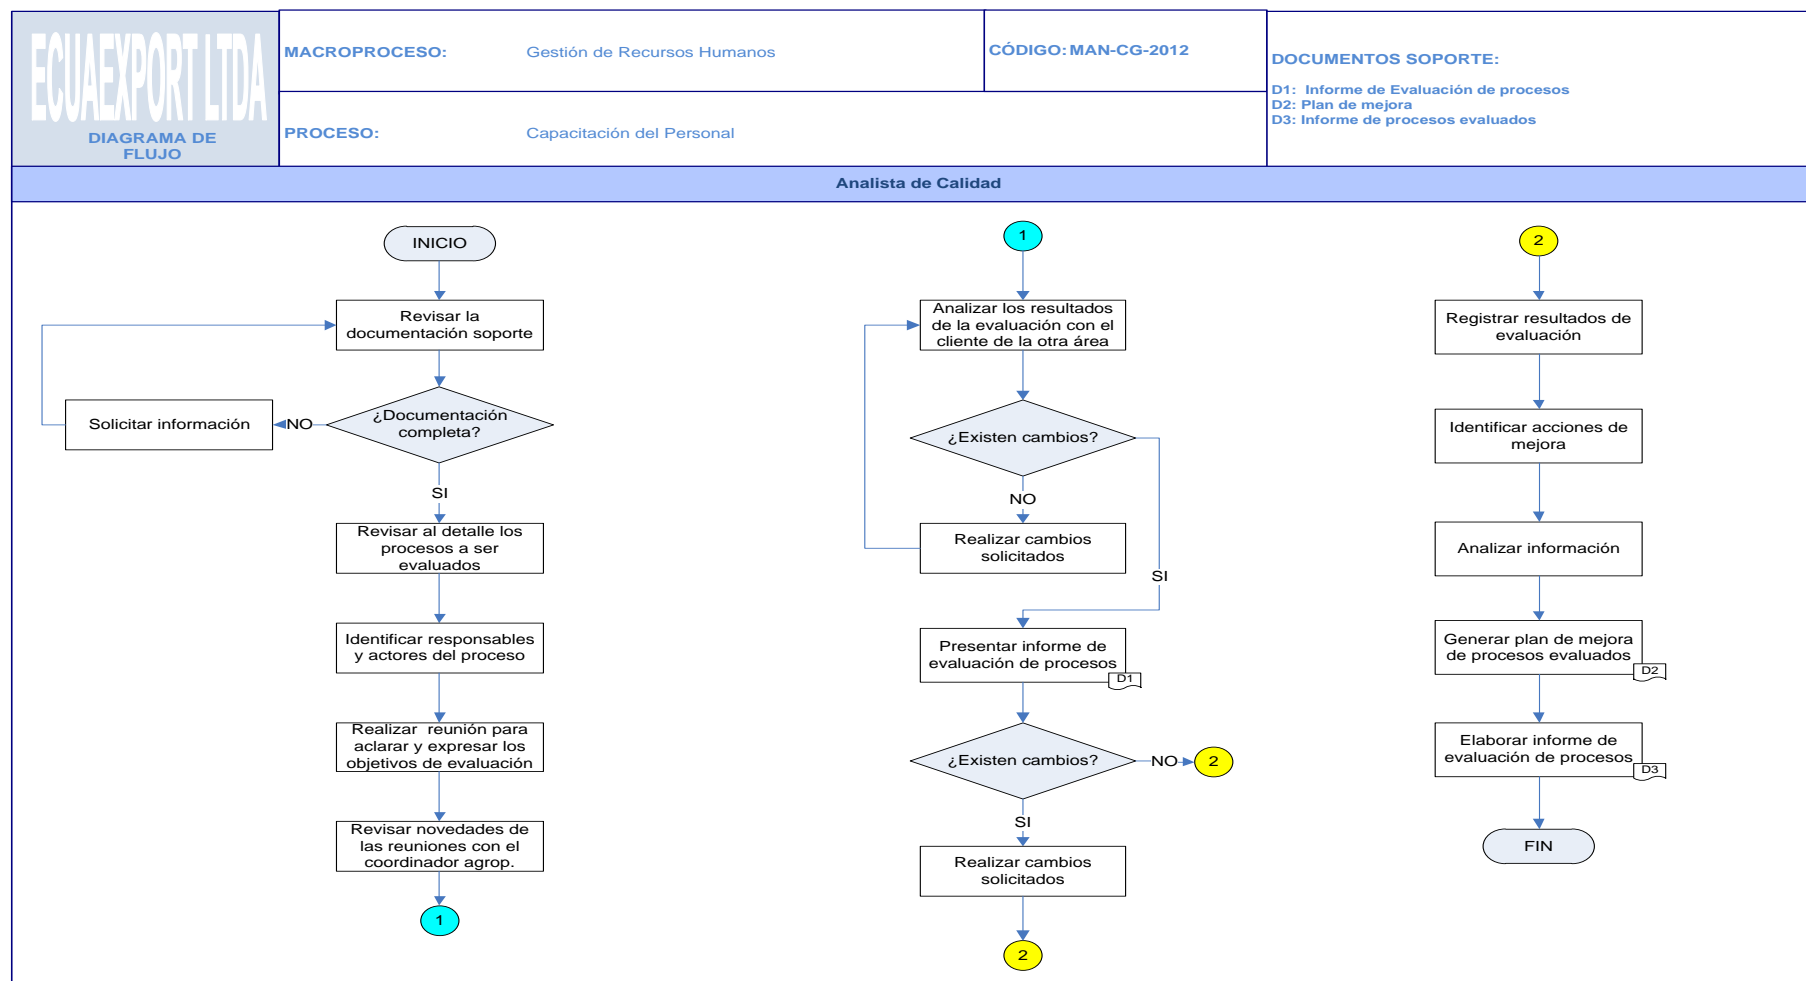 ECUAEXPORT LTDA
DIAGRAMA DE
FLUJO
MACROPROCESO: Gestión de Recursos Humanos
CÓDIGO: MAN-CG-2012
PROCESO: Capacitación del Personal
DOCUMENTOS SOPORTE:
D1: Informe de Evaluación de procesos
D2: Plan de mejora
D3: Informe de procesos evaluados
Analista de Calidad
INICIO
Revisar la
documentación soporte
¿Documentación
completa?
NO
Solicitar información
SI
Revisar al detalle los
procesos a ser
evaluados
Identificar responsables
y actores del proceso
Realizar reunión para
aclarar y expresar los
objetivos de evaluación
Revisar novedades de
las reuniones con el
coordinador agrop.
1
1
Analizar los resultados
de la evaluación con el
cliente de la otra área
¿Existen cambios?
NO
Realizar cambios
solicitados
SI
Presentar informe de
evaluación de procesos
D1
¿Existen cambios?
NO
2
SI
Realizar cambios
solicitados
2
2
Registrar resultados de
evaluación
Identificar acciones de
mejora
Analizar información
Generar plan de mejora
de procesos evaluados
D2
Elaborar informe de
evaluación de procesos
D3
FIN